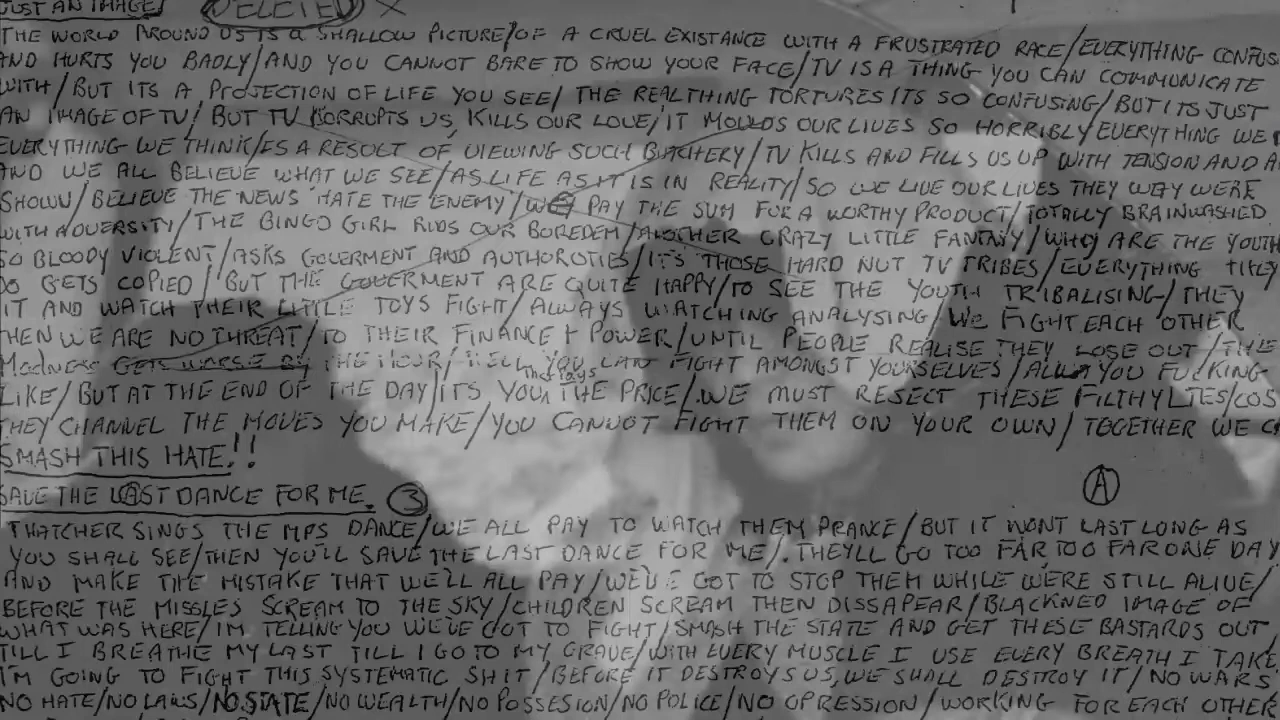 JUST AN IMAGE/ DELETED X
THE WORLD AROUND US IS A SHALLOW PICTURE/OF A CRUEL EXISTANCE WITH A FRUSTRATED RACE/EVERYTHING CONFUS
AND HURTS YOU BADLY/AND YOU CANNOT BARE TO SHOW YOUR FACE/TV IS A THING YOU CAN COMMUNICATE
WITH/BUT ITS A PROJECTION OF LIFE YOU SEE/THE REALTHING TORTURES ITS SO CONFUSING/BUT ITS JUST
AN IMAGE OF TV/BUT TV KORRUPTS US, KILLS OUR LOVE/IT MOULDS OUR LIVES SO HORRIBLY/EVERYTHING WE
EVERYTHING WE THINK/ES A RESULT OF VIEWING SUCH BUTCHERY/TV KILLS AND FILLS US UP WITH TENSION AND A
AND WE ALL BELIEVE WHAT WE SEE/AS LIFE AS IT IS IN REALITY/SO WE LIVE OUR LIVES THEY WAY WERE
SHOWN/BELIEVE THE NEWS HATE THE ENEMY/WE PAY THE SUM FOR A WORTHY PRODUCT/TOTALLY BRAINWASHED
WITH ADVERSITY/THE BINGO GIRL RIDS OUR BOREDEM/ANOTHER CRAZY LITTLE FANTASY/WHY ARE THE YOUTH
SO BLOODY VIOLENT/ASKS GOVERMENT AND AUTHOROTIES/IT'S THOSE HARD NUT TV TRIBES/EVERYTHING THEY
DO GETS COPIED/BUT THE GOVERMENT ARE QUITE HAPPY/TO SEE THE YOUTH TRIBALISING/THEY
SIT AND WATCH THEIR LITTLE TOYS FIGHT/ALWAYS WATCHING ANALYSING/WE FIGHT EACH OTHER
THEN WE ARE NO THREAT/TO THEIR FINANCE + POWER/UNTIL PEOPLE REALISE THEY LOSE OUT/THE
MADNESS GETS WORSE BY THE HOUR/WELL YOU CAN FIGHT AMONGST YOURSELVES/ALL YOU FUCKING
LIKE/BUT AT THE END OF THE DAY/ITS YOU THAT PAYS THE PRICE/WE MUST RESECT THESE FILTHY LIES/COS
THEY CHANNEL THE MOVES YOU MAKE/YOU CANNOT FIGHT THEM ON YOUR OWN/TOGETHER WE C
SMASH THIS HATE!!
SAVE THE LAST DANCE FOR ME. 3 A
THATCHER SINGS THE MPS DANCE/WE ALL PAY TO WATCH THEM PRANCE/BUT IT WONT LAST LONG AS
YOU SHALL SEE/THEN YOU'LL SAVE THE LAST DANCE FOR ME/. THEYLL GO TOO FAR TOO FAR ONE DAY
AND MAKE THE MISTAKE THAT WE'LL ALL PAY/WE'VE GOT TO STOP THEM WHILE WE'RE STILL ALIVE/
BEFORE THE MISSLES SCREAM TO THE SKY/CHILDREN SCREAM THEN DISSAPEAR/BLACKNED IMAGE OF
WHAT WAS HERE/IM TELLING YOU WE'VE GOT TO FIGHT/SMASH THE STATE AND GET THESE BASTARDS OUT
TILL I BREATHE MY LAST TILL I GO TO MY GRAVE/WITH EVERY MUSCLE I USE EVERY BREATH I TAKE
I'M GOING TO FIGHT THIS SYSTEMATIC SHIT/BEFORE IT DESTROYS US, WE SHALL DESTROY IT/NO WARS
NO HATE/NO LAWS/NO STATE/NO WEALTH/NO POSSESION/NO POLICE/NO OPRESSION/WORKING FOR EACH OTHER